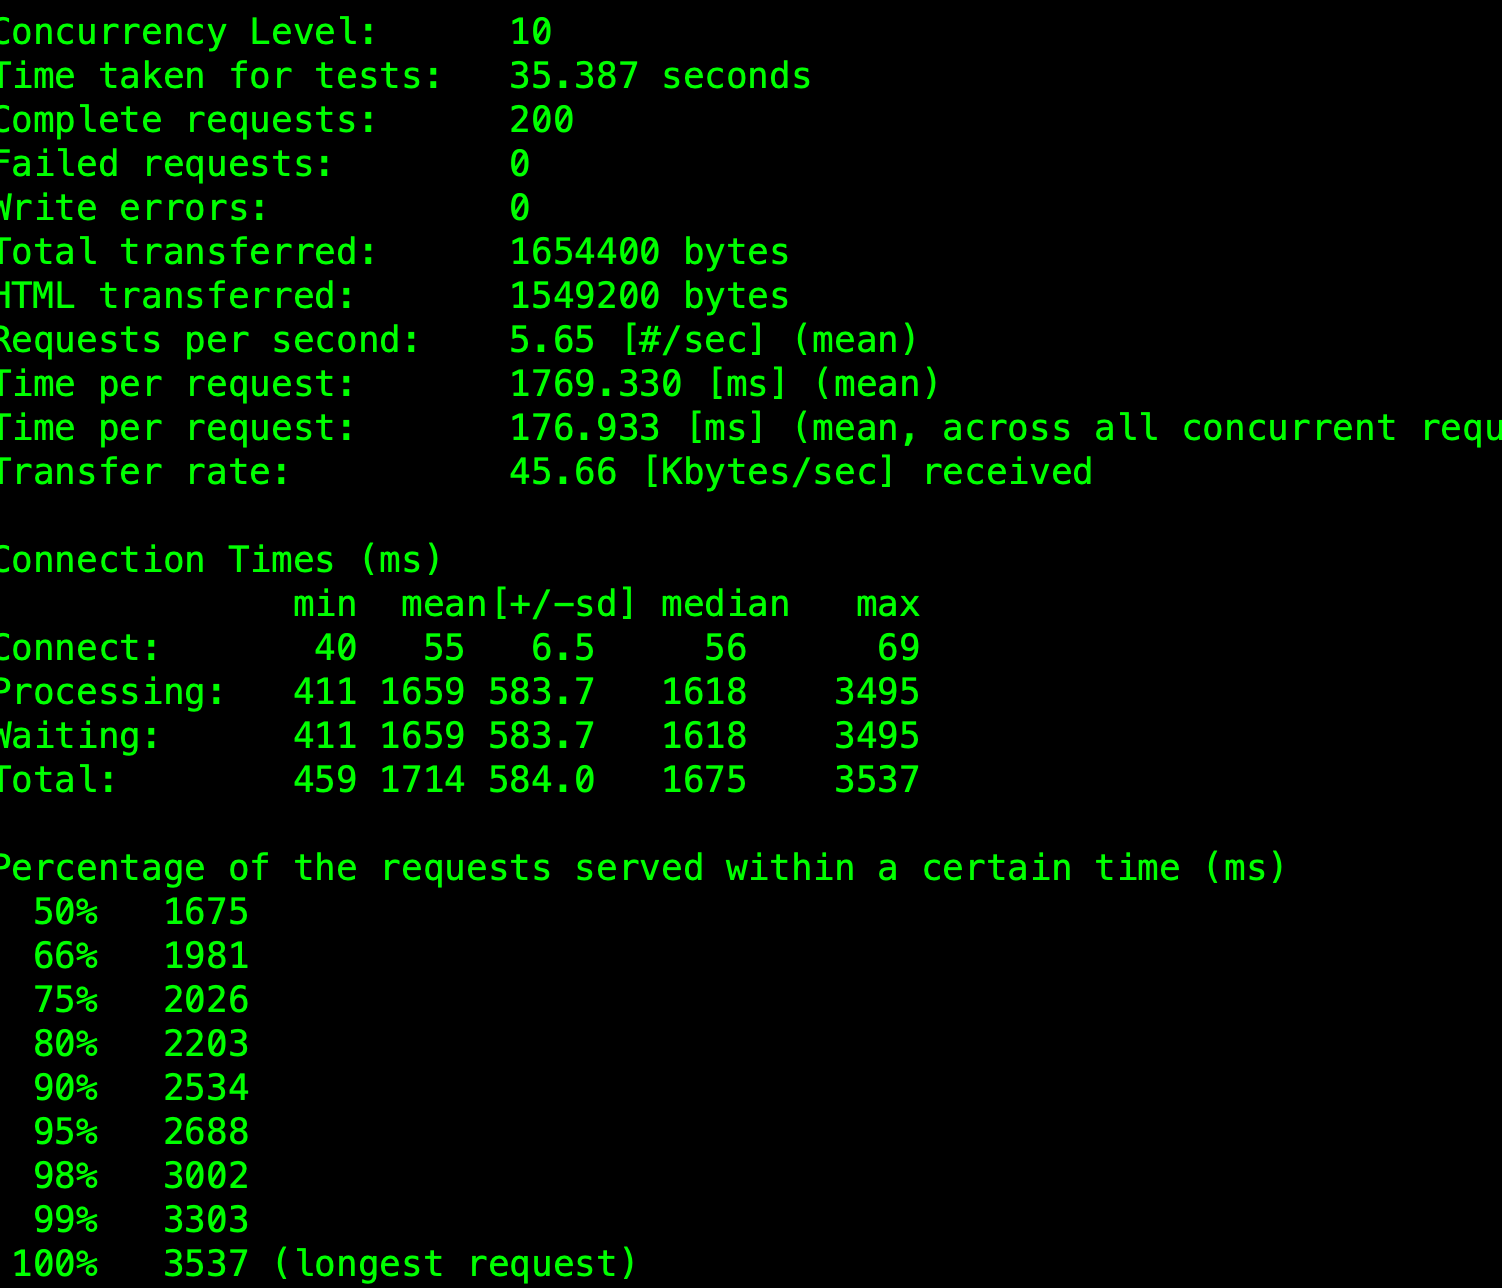 Concurrency Level:      10
Time taken for tests:   35.387 seconds
Complete requests:      200
Failed requests:        0
Write errors:           0
Total transferred:      1654400 bytes
HTML transferred:       1549200 bytes
Requests per second:    5.65 [#/sec] (mean)
Time per request:       1769.330 [ms] (mean)
Time per request:       176.933 [ms] (mean, across all concurrent requ
Transfer rate:          45.66 [Kbytes/sec] received

Connection Times (ms)
              min  mean[+/-sd] median   max
Connect:       40   55   6.5     56      69
Processing:   411 1659 583.7   1618    3495
Waiting:      411 1659 583.7   1618    3495
Total:        459 1714 584.0   1675    3537

Percentage of the requests served within a certain time (ms)
  50%   1675
  66%   1981
  75%   2026
  80%   2203
  90%   2534
  95%   2688
  98%   3002
  99%   3303
 100%   3537 (longest request)